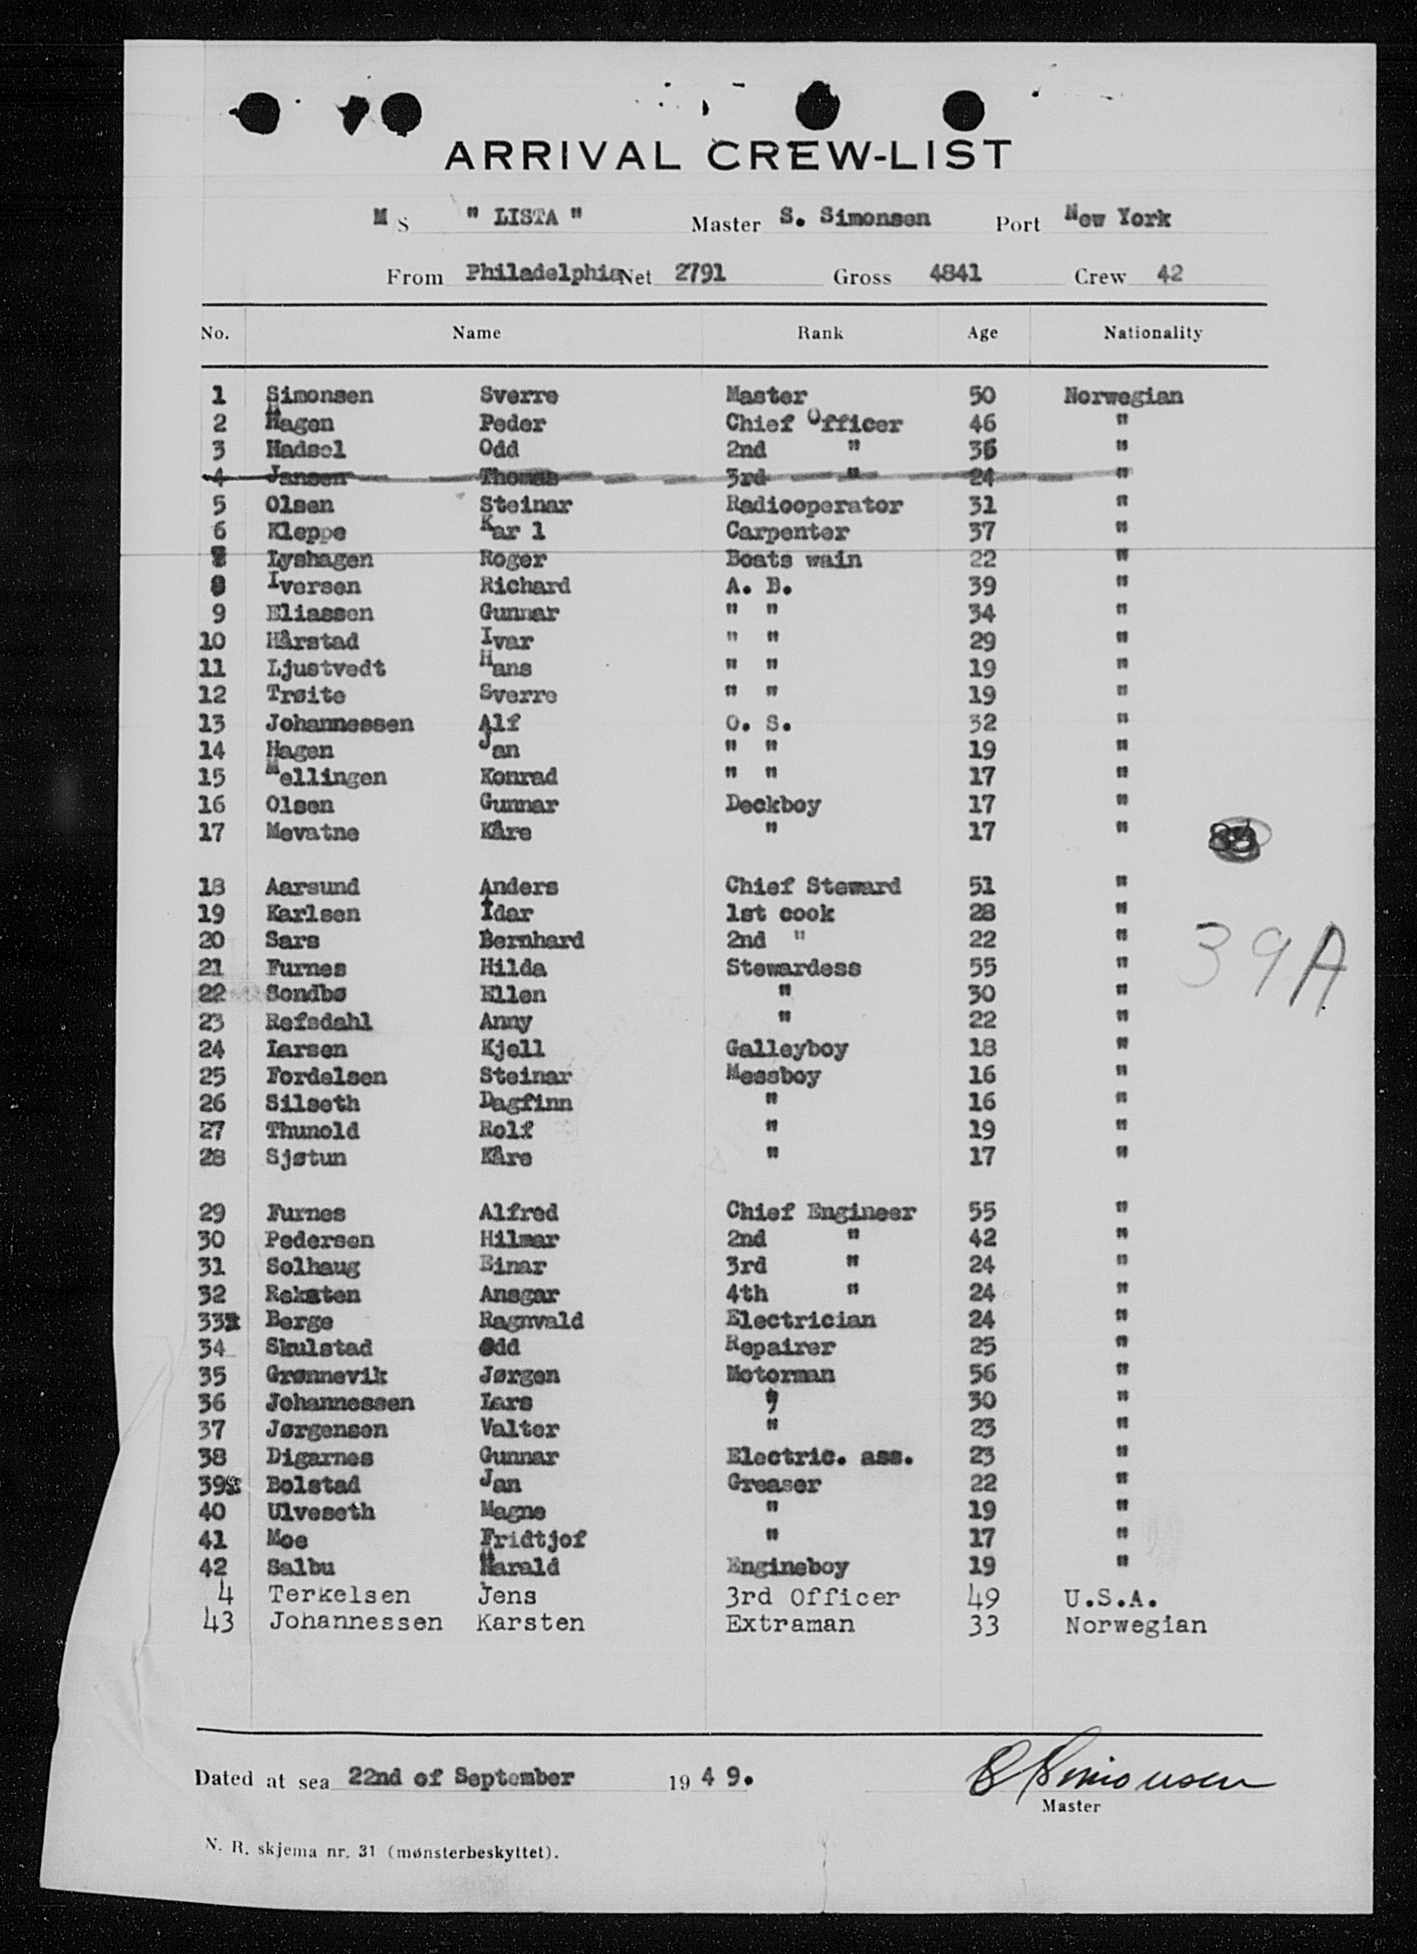 ARRIVAL CREW-LIST
M S " LISTA " Master S. Simonsen Port New York
From Philadelphia Net 2791 Gross 4841 Crew 42
No. Name Rank Age Nationality
1 Simonsen Sverre Master 50 Norwegian
2 Hagen Peder Chief Officer 46 "
3 Hadsel Odd 2nd " 36 "
4 Jansen Thomas 3rd " 24 "
5 Olsen Steinar Radiooperator 31 "
6 Kleppe Karl Carpenter 37 "
7 Lyshagen Roger Boats wain 22 "
8 Iversen Richard A. B. 39 "
9 Eliassen Gunnar " " 34 "
10 Hårstad Ivar " " 29 "
11 Ljustvedt Hans " " 19 "
12 Trøite Sverre " " 19 "
13 Johannessen Alf O. S. 32 "
14 Hagen Jan " " 19 "
15 Mellingen Konrad " " 17 "
16 Olsen Gunnar Deckboy 17 "
17 Mevatne Kåre " 17 "
18 Aarsund Anders Chief Steward 51 "
19 Karlsen Idar 1st cook 28 "
20 Sars Bernhard 2nd " 22 "
39A
21 Furnes Hilda Stewardess 55 "
22 Sondbø Ellen " 30 "
23 Refsdahl Anny " 22 "
24 Larsen Kjell Galleyboy 18 "
25 Fordelsen Steinar Messboy 16 "
26 Silseth Dagfinn " 16 "
27 Thunold Rolf " 19 "
28 Sjøtun Kåre " 17 "
29 Furnes Alfred Chief Engineer 55 "
30 Pedersen Hilmar 2nd " 42 "
31 Solhaug Einar 3rd " 24 "
32 Reksten Ansgar 4th " 24 "
33 Berge Ragnvald Electrician 24 "
34 Skulstad Odd Repairer 25 "
35 Grønnevik Jørgen Motorman 56 "
36 Johannessen Lars " 30 "
37 Jørgensen Valter " 23 "
38 Digernes Gunnar Electric. ass. 23 "
39 Bolstad Jan Greaser 22 "
40 Ulveseth Magne " 19 "
41 Moe Fridtjof " 17 "
42 Salbu Harald Engineboy 19 "
4 Terkelsen Jens 3rd Officer 49 U.S.A.
43 Johannessen Karsten Extraman 33 Norwegian
Dated at sea 22nd of September 19 4 9. S Simonsen
Master
N. R. skjema nr. 31 (mønsterbeskyttet).